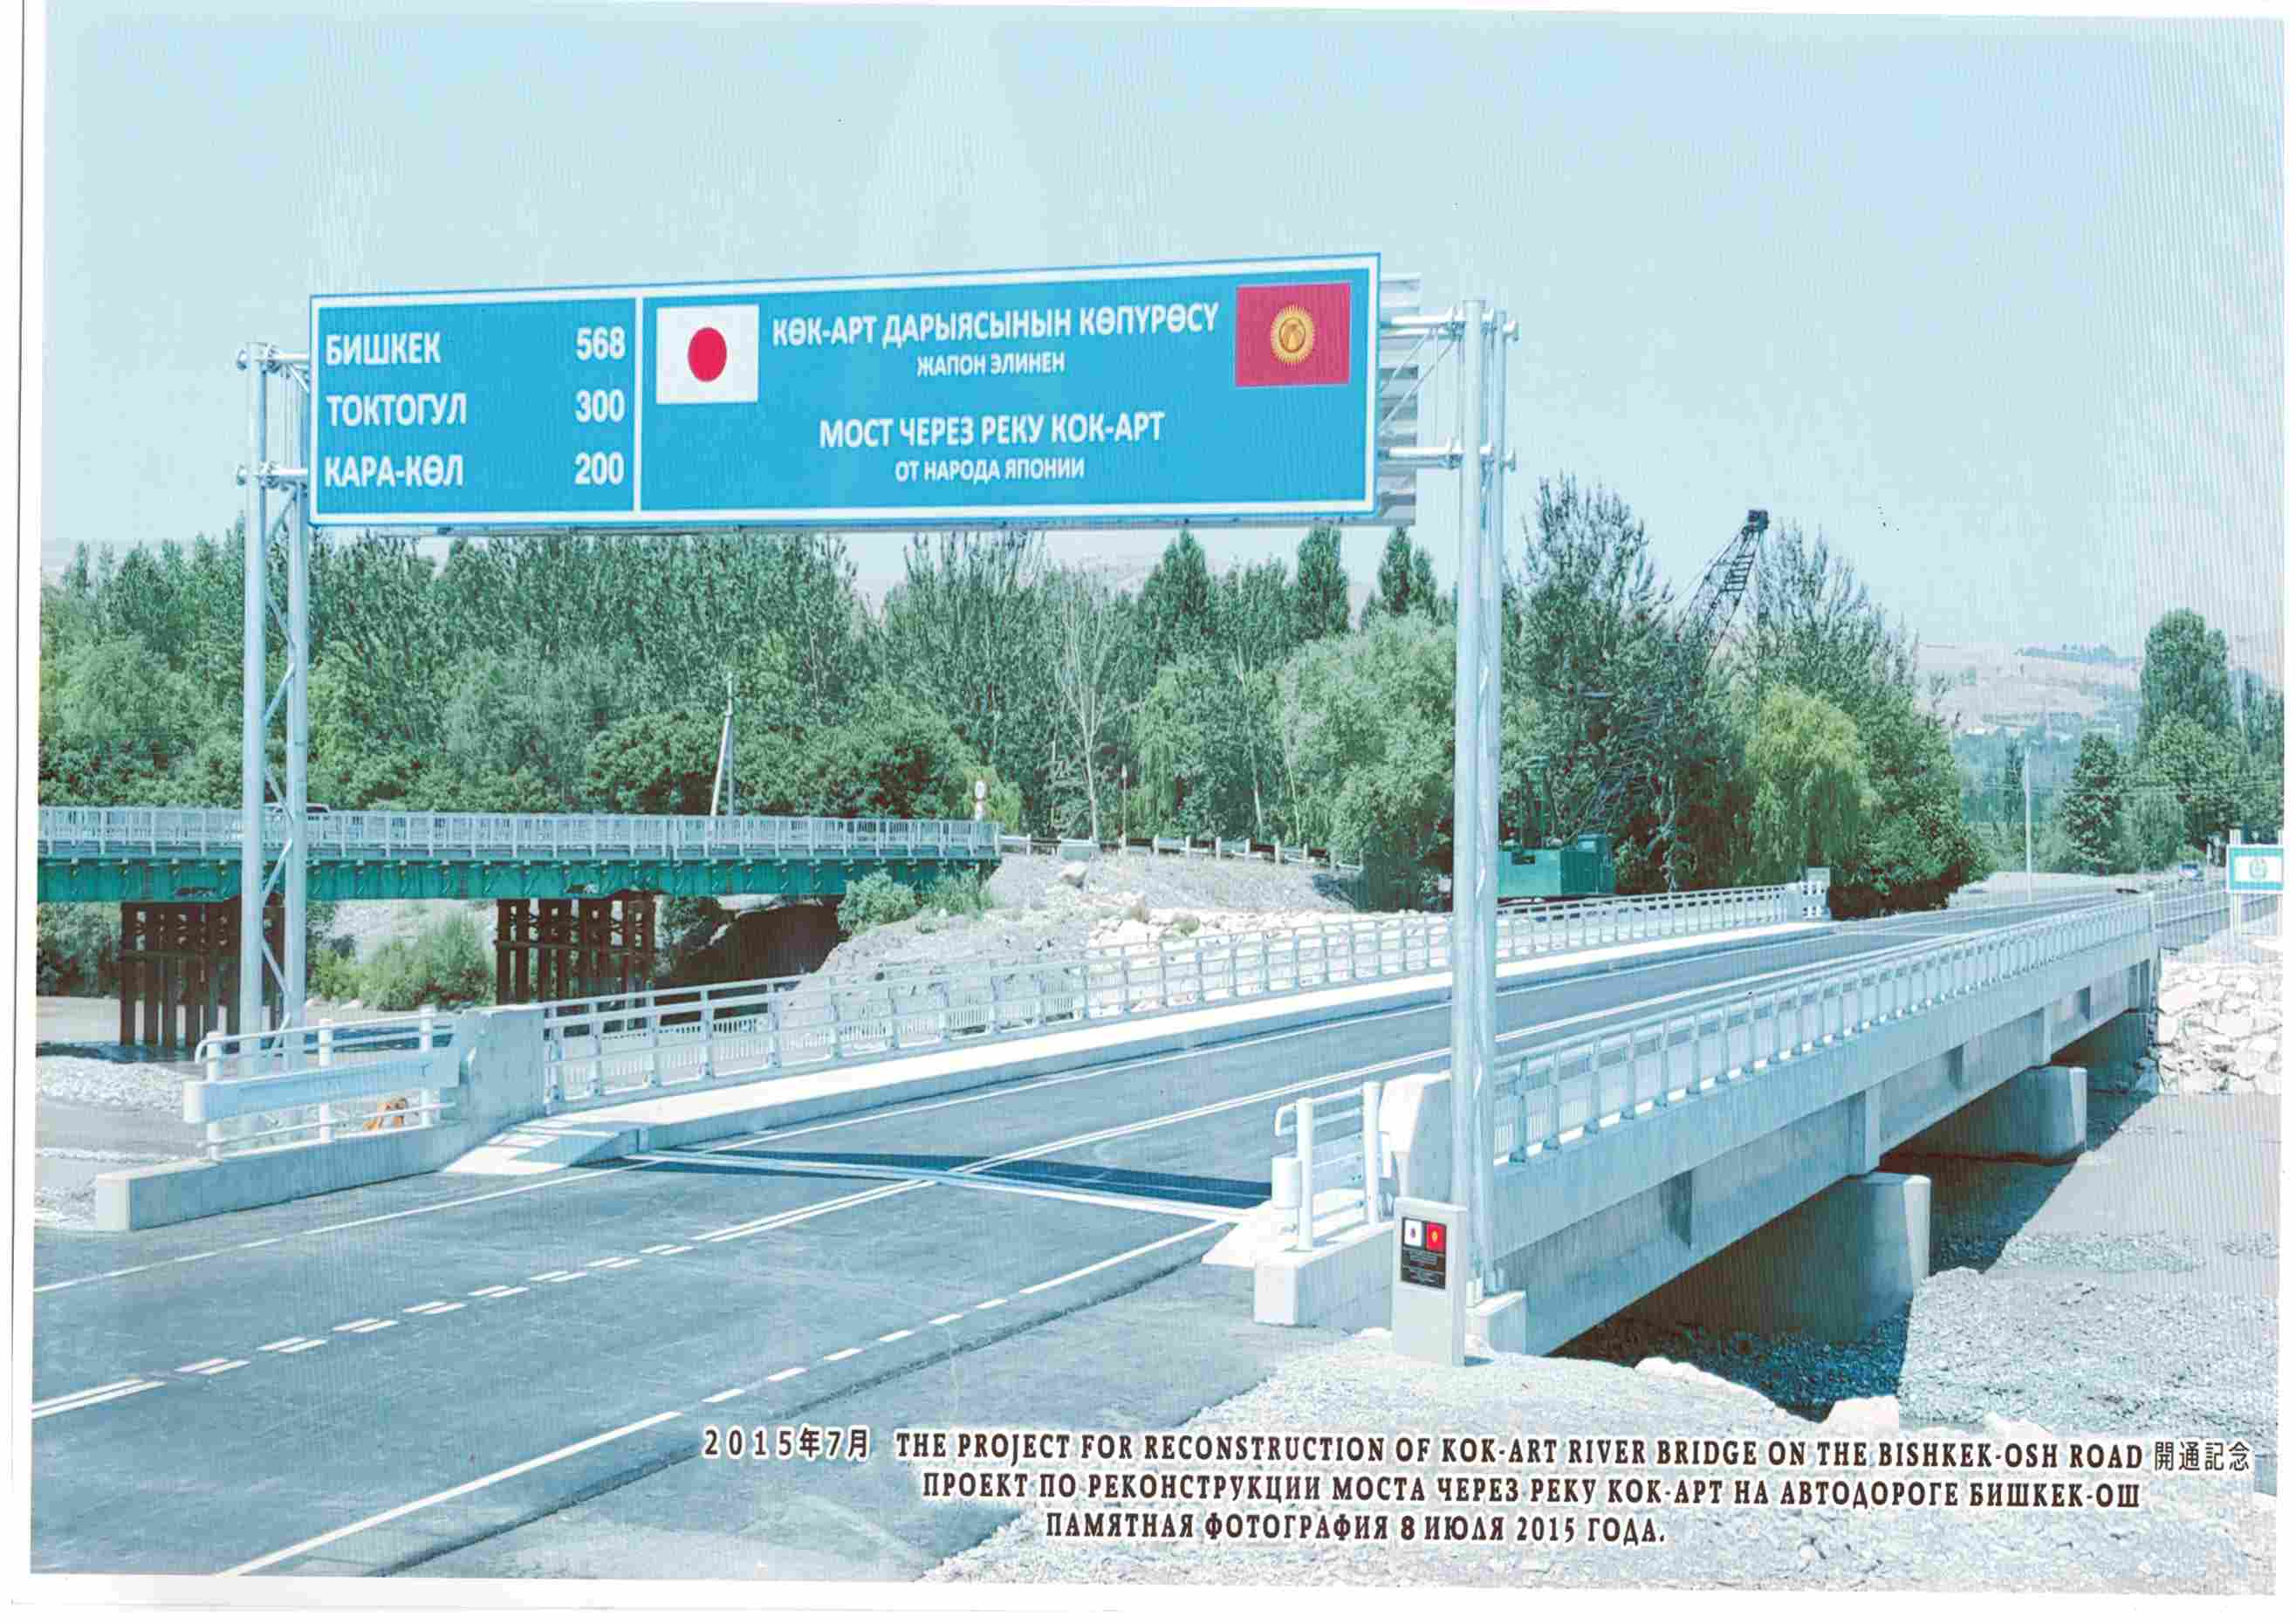 БИШКЕК 568
ТОКТОГУЛ 300
КАРА-КӨЛ 200
КӨК-АРТ ДАРЫЯСЫНЫН КӨПҮРӨСҮ
ЖАПОН ЭЛИНЕН
МОСТ ЧЕРЕЗ РЕКУ КОК-АРТ
ОТ НАРОДА ЯПОНИИ
2015年7月 THE PROJECT FOR RECONSTRUCTION OF KOK-ART RIVER BRIDGE ON THE BISHKEK-OSH ROAD 開通記念
ПРОЕКТ ПО РЕКОНСТРУКЦИИ МОСТА ЧЕРЕЗ РЕКУ КОК-АРТ НА АВТОДОРОГЕ БИШКЕК-ОШ
ПАМЯТНАЯ ФОТОГРАФИЯ 8 ИЮЛЯ 2015 ГОДА.